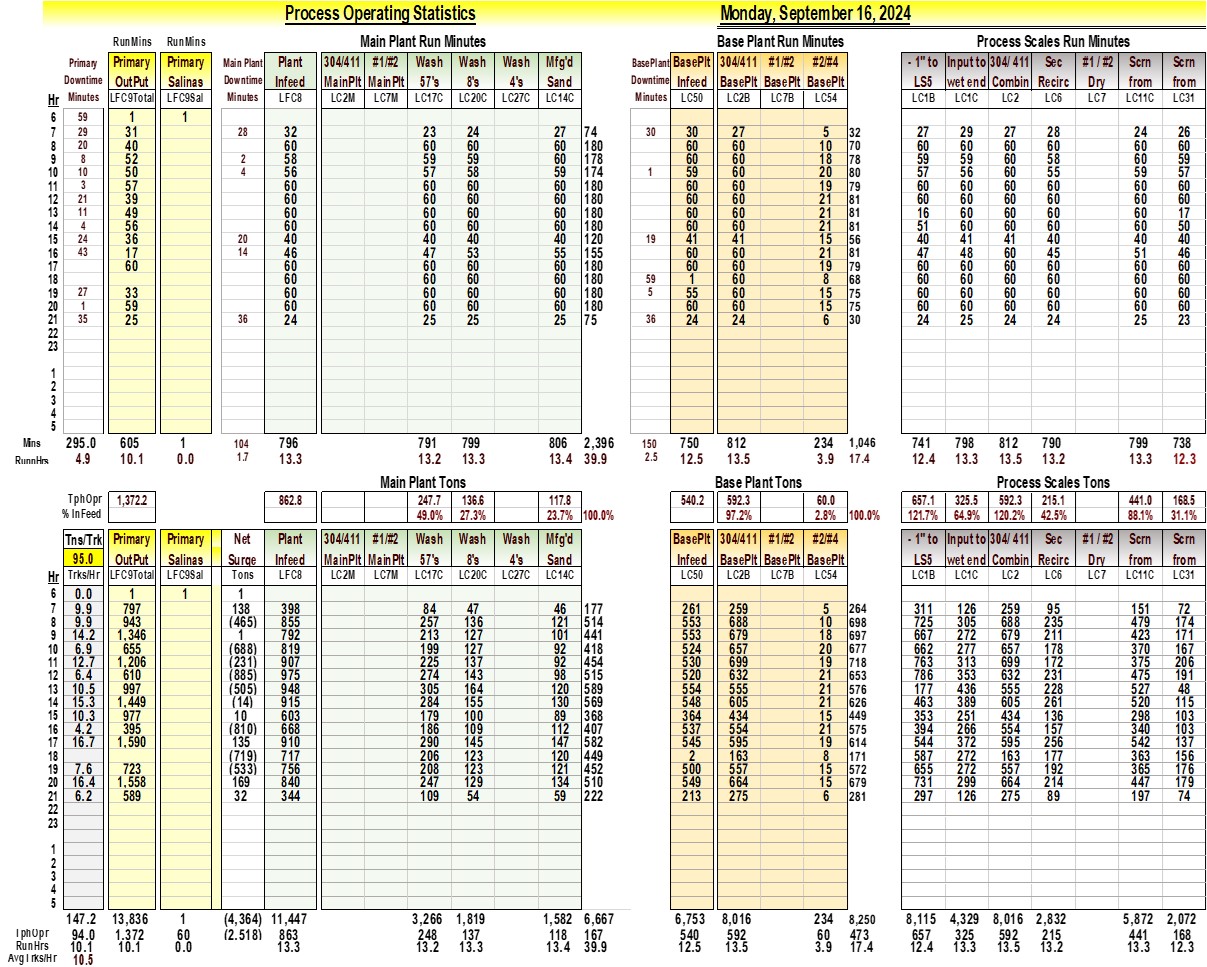 Process Operating Statistics Monday, September 16, 2024
RunMins RunMins Main Plant Run Minutes Base Plant Run Minutes Process Scales Run Minutes
Primary Primary Primary Main Plant Plant 304/411 #1/#2 Wash Wash Wash Mfg'd BasePlant BasePlt 304/411 #1/#2 #2/#4 - 1" to Input to 304/ 411 Sec #1 / #2 Scrn Scrn
Downtime OutPut Salinas Downtime Infeed MainPlt MainPlt 57's 8's 4's Sand Downtime Infeed BasePlt BasePlt BasePlt LS5 wet end Combin Recirc Dry from from
Hr Minutes LFC9Total LFC9Sal Minutes LFC8 LC2M LC7M LC17C LC20C LC27C LC14C Minutes LC50 LC2B LC7B LC54 LC1B LC1C LC2 LC6 LC7 LC11C LC31
6 59 1 1
7 29 31 28 32 23 24 27 74 30 30 27 5 32 27 29 27 28 24 26
8 20 40 60 60 60 60 180 60 60 10 70 60 60 60 60 60 60
9 8 52 2 58 59 59 60 178 60 60 18 78 59 59 60 58 60 59
10 10 50 4 56 57 58 59 174 1 59 60 20 80 57 56 60 55 59 57
11 3 57 60 60 60 60 180 60 60 19 79 60 60 60 60 60 60
12 21 39 60 60 60 60 180 60 60 21 81 60 60 60 60 60 60
13 11 49 60 60 60 60 180 60 60 21 81 16 60 60 60 60 17
14 4 56 60 60 60 60 180 60 60 21 81 51 60 60 60 60 50
15 24 36 20 40 40 40 40 120 19 41 41 15 56 40 41 41 40 40 40
16 43 17 14 46 47 53 55 155 60 60 21 81 47 48 60 45 51 46
17 60 60 60 60 60 180 60 60 19 79 60 60 60 60 60 60
18 60 60 60 60 180 59 1 60 8 68 60 60 60 60 60 60
19 27 33 60 60 60 60 180 5 55 60 15 75 60 60 60 60 60 60
20 1 59 60 60 60 60 180 60 60 15 75 60 60 60 60 60 60
21 35 25 36 24 25 25 25 75 36 24 24 6 30 24 25 24 24 25 23
22
23
1
2
3
4
5
Mins 295.0 605 1 104 796 791 799 806 2,396 150 750 812 234 1,046 741 798 812 790 799 738
RunnHrs 4.9 10.1 0.0 1.7 13.3 13.2 13.3 13.4 39.9 2.5 12.5 13.5 3.9 17.4 12.4 13.3 13.5 13.2 13.3 12.3
Main Plant Tons Base Plant Tons Process Scales Tons
TphOpr 1,372.2 862.8 247.7 136.6 117.8 540.2 592.3 60.0 657.1 325.5 592.3 215.1 441.0 168.5
% InFeed 49.0% 27.3% 23.7% 100.0% 97.2% 2.8% 100.0% 121.7% 64.9% 120.2% 42.5% 88.1% 31.1%
Tns/Trk Primary Primary Net Plant 304/411 #1/#2 Wash Wash Wash Mfg'd BasePlt 304/411 #1/#2 #2/#4 - 1" to Input to 304/ 411 Sec #1 / #2 Scrn Scrn
95.0 OutPut Salinas Surge Infeed MainPlt MainPlt 57's 8's 4's Sand Infeed BasePlt BasePlt BasePlt LS5 wet end Combin Recirc Dry from from
Hr Trks/Hr LFC9Total LFC9Sal Tons LFC8 LC2M LC7M LC17C LC20C LC27C LC14C LC50 LC2B LC7B LC54 LC1B LC1C LC2 LC6 LC7 LC11C LC31
6 0.0 1 1 1
7 9.9 797 138 398 84 47 46 177 261 259 5 264 311 126 259 95 151 72
8 9.9 943 (465) 855 257 136 121 514 553 688 10 698 725 305 688 235 479 174
9 14.2 1,346 1 792 213 127 101 441 553 679 18 697 667 272 679 211 423 171
10 6.9 655 (688) 819 199 127 92 418 524 657 20 677 662 277 657 178 370 167
11 12.7 1,206 (231) 907 225 137 92 454 530 699 19 718 763 313 699 172 375 206
12 6.4 610 (885) 975 274 143 98 515 520 632 21 653 786 353 632 231 475 191
13 10.5 997 (505) 948 305 164 120 589 554 555 21 576 177 436 555 228 527 48
14 15.3 1,449 (14) 915 284 155 130 569 548 605 21 626 463 389 605 261 520 115
15 10.3 977 10 603 179 100 89 368 364 434 15 449 353 251 434 136 298 103
16 4.2 395 (810) 668 186 109 112 407 537 554 21 575 394 266 554 157 340 103
17 16.7 1,590 135 910 290 145 147 582 545 595 19 614 544 372 595 256 542 137
18 (719) 717 206 123 120 449 2 163 8 171 587 272 163 177 363 156
19 7.6 723 (533) 756 208 123 121 452 500 557 15 572 655 272 557 192 365 176
20 16.4 1,558 169 840 247 129 134 510 549 664 15 679 731 299 664 214 447 179
21 6.2 589 32 344 109 54 59 222 213 275 6 281 297 126 275 89 197 74
22
23
1
2
3
4
5
147.2 13,836 1 (4,364) 11,447 3,266 1,819 1,582 6,667 6,753 8,016 234 8,250 8,115 4,329 8,016 2,832 5,872 2,072
TphOpr 94.0 1,372 60 (2,518) 863 248 137 118 167 540 592 60 473 657 325 592 215 441 168
RunHrs 10.1 10.1 0.0 13.3 13.2 13.3 13.4 39.9 12.5 13.5 3.9 17.4 12.4 13.3 13.5 13.2 13.3 12.3
Avg Trks/Hr 10.5